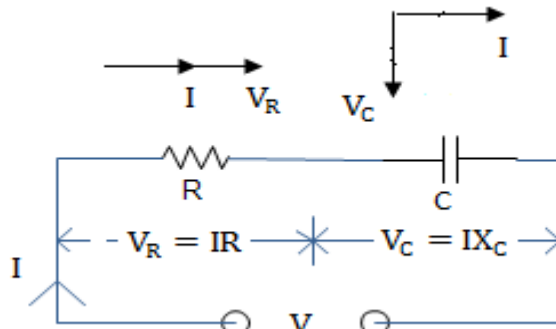 I
I V_R
V_C
R
C
V_R = IR
V_C = IX_C
I
V